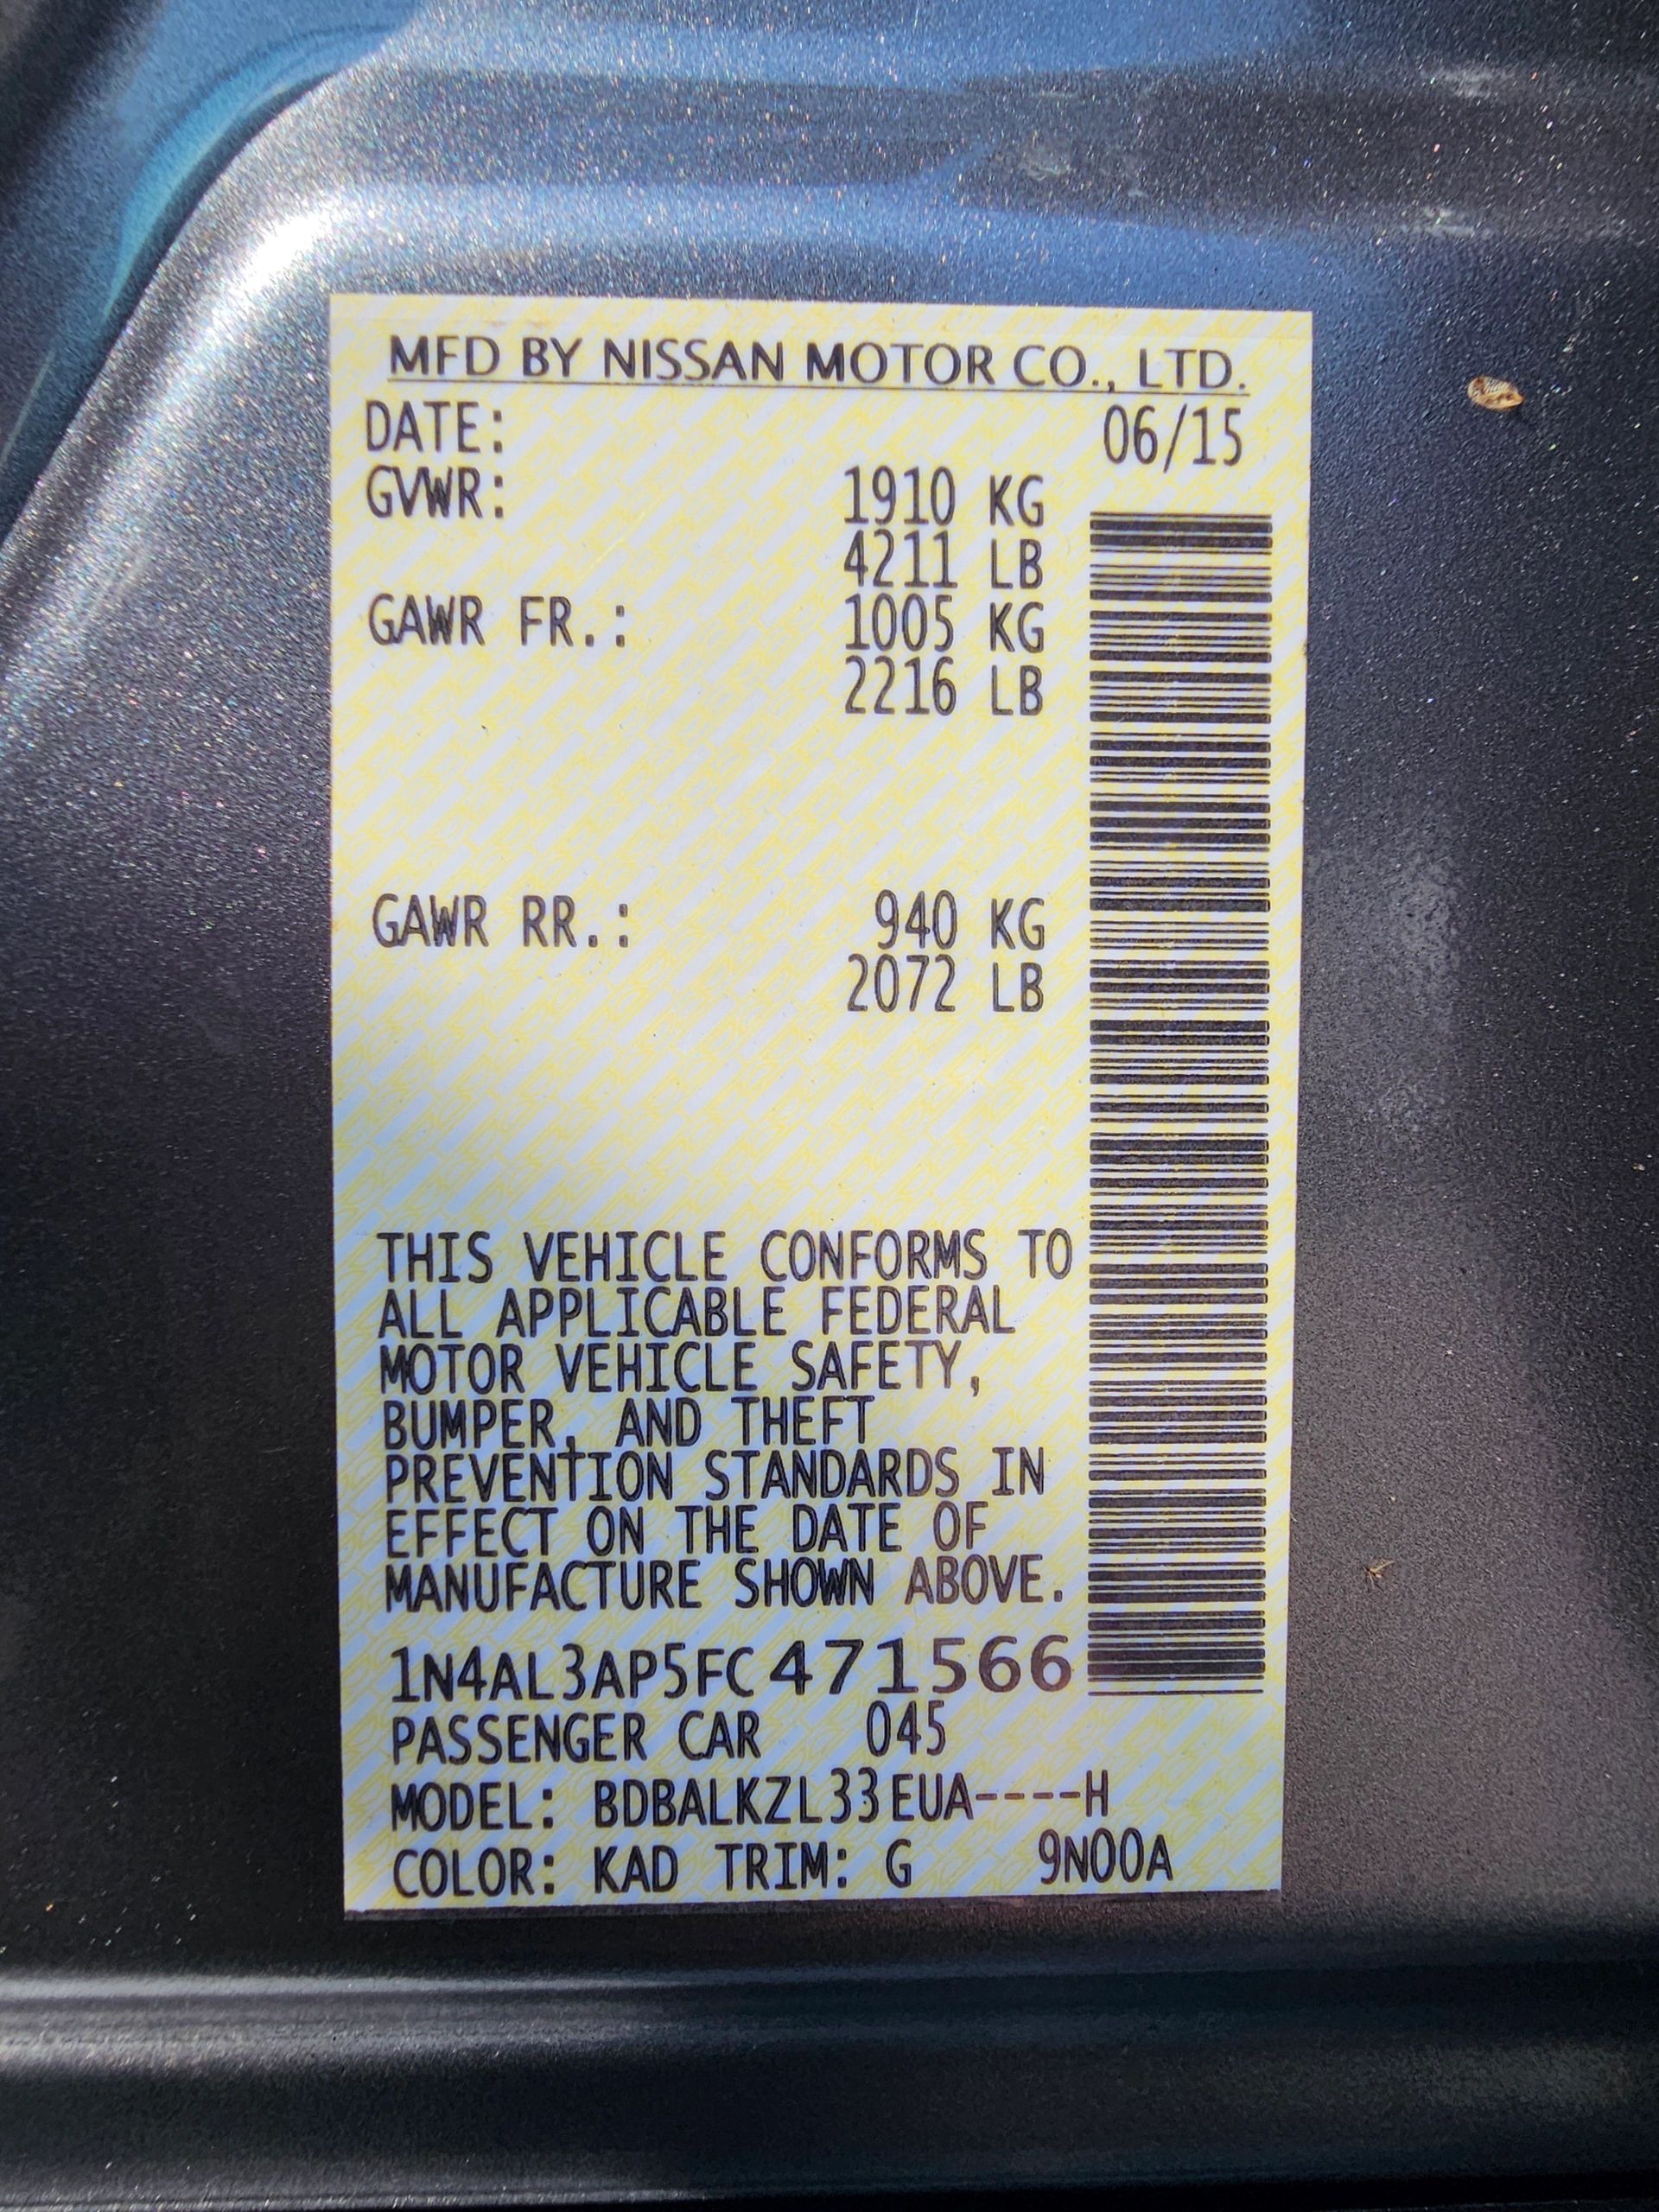 MFD BY NISSAN MOTOR CO., LTD.
DATE: 06/15
GVWR: 1910 KG
4211 LB
GAWR FR.: 1005 KG
2216 LB
GAWR RR.: 940 KG
2072 LB
THIS VEHICLE CONFORMS TO
ALL APPLICABLE FEDERAL
MOTOR VEHICLE SAFETY,
BUMPER, AND THEFT
PREVENTION STANDARDS IN
EFFECT ON THE DATE OF
MANUFACTURE SHOWN ABOVE.
1N4AL3AP5FC471566
PASSENGER CAR 045
MODEL: BDBALKZL33EUA----H
COLOR: KAD TRIM: G 9N00A